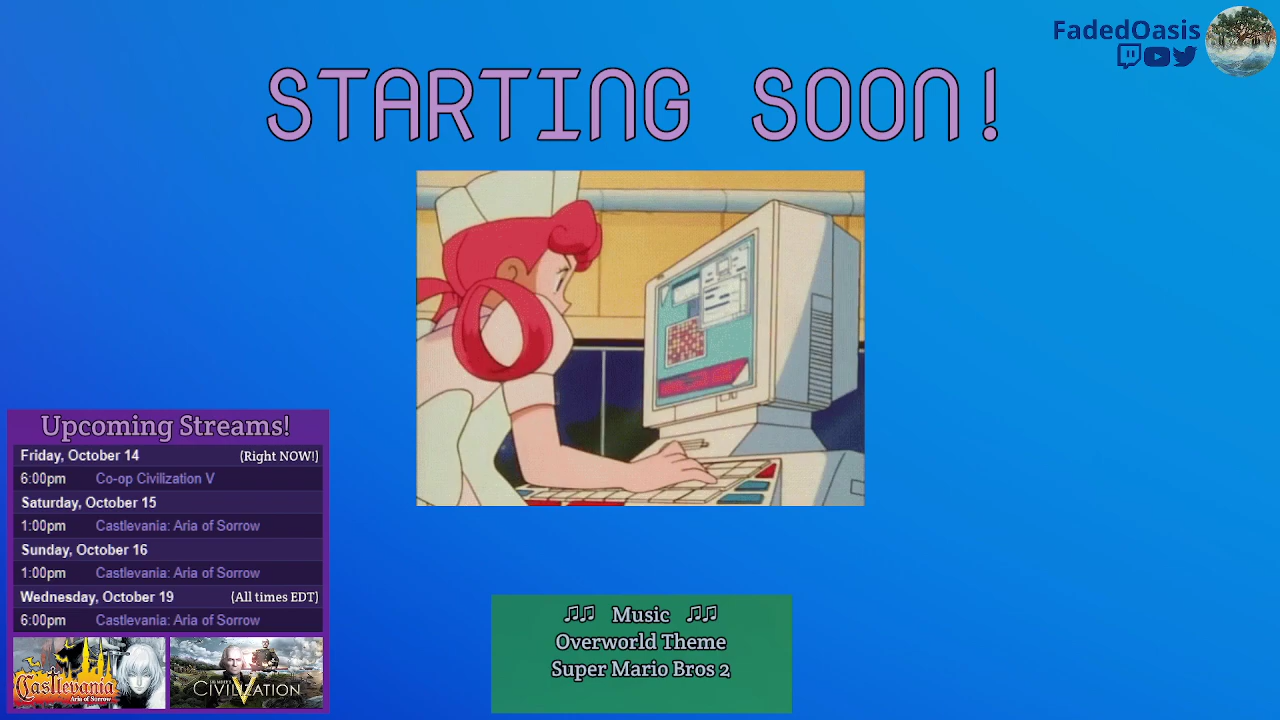 FadedOasis
STARTING SOON!
Upcoming Streams!
Friday, October 14 (Right NOW!)
6:00pm Co-op Civilization V
Saturday, October 15
1:00pm Castlevania: Aria of Sorrow
Sunday, October 16
1:00pm Castlevania: Aria of Sorrow
Wednesday, October 19 (All times EDT)
6:00pm Castlevania: Aria of Sorrow
Castlevania
Aria of Sorrow
CIVILIZATION
V
♫♫ Music ♫♫
Overworld Theme
Super Mario Bros 2